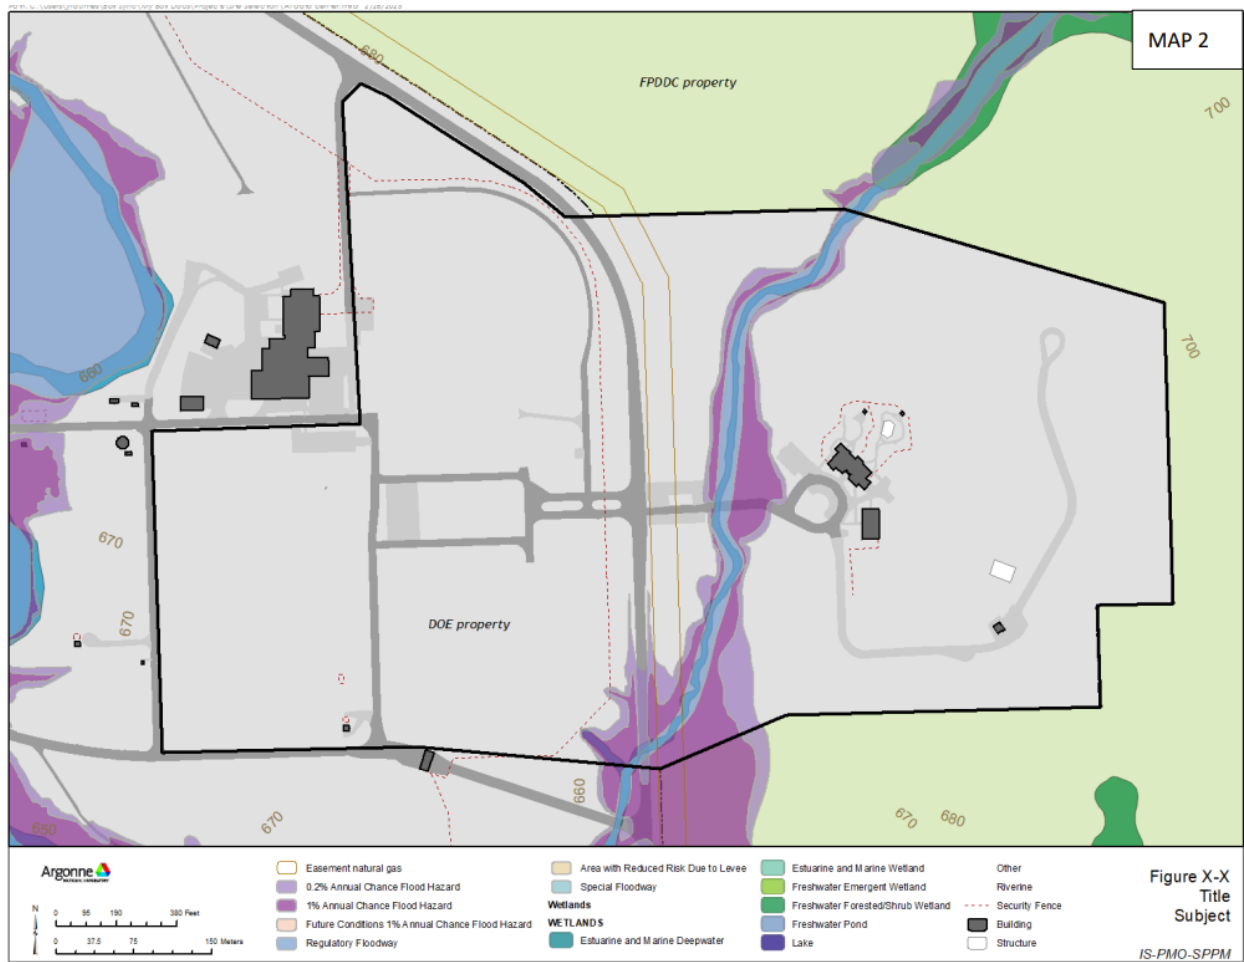 MAP 2
680
FPDDC property
700
700
660
670
670
DOE property
660
670
650
670
680
Argonne
NATIONAL LABORATORY
N
0 95 190 380 Feet
0 37.5 75 150 Meters
Easement natural gas
0.2% Annual Chance Flood Hazard
1% Annual Chance Flood Hazard
Future Conditions 1% Annual Chance Flood Hazard
Regulatory Floodway
Area with Reduced Risk Due to Levee
Special Floodway
Wetlands
WETLANDS
Estuarine and Marine Deepwater
Estuarine and Marine Wetland
Freshwater Emergent Wetland
Freshwater Forested/Shrub Wetland
Freshwater Pond
Lake
Other
Riverine
Security Fence
Building
Structure
Figure X-X
Title
Subject
IS-PMO-SPPM